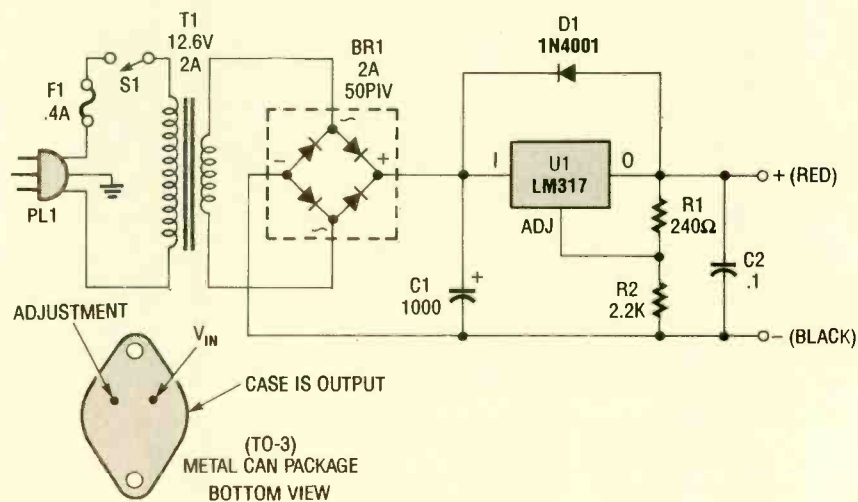 T1
12.6V
2A
BR1
2A
50PIV
D1
1N4001
F1
.4A
S1
PL1
~
−
+
~
I
U1
LM317
O
ADJ
+ (RED)
R1
240Ω
C2
.1
C1
1000
+
R2
2.2K
− (BLACK)
ADJUSTMENT
VIN
CASE IS OUTPUT
(TO-3)
METAL CAN PACKAGE
BOTTOM VIEW